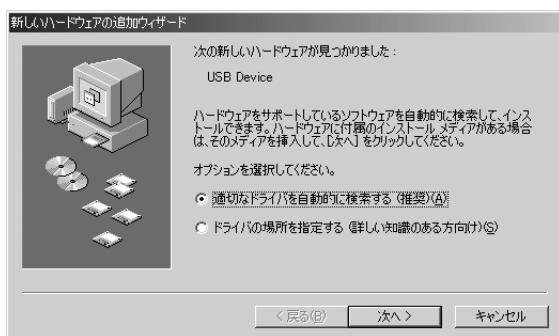 新しいハードウェアの追加ウィザード
次の新しいハードウェアが見つかりました :
USB Device
ハードウェアをサポートしているソフトウェアを自動的に検索して、インス
トールできます。ハードウェアに付属のインストール メディアがある場合
は、そのメディアを挿入して、[次へ] をクリックしてください。
オプションを選択してください。
適切なドライバを自動的に検索する (推奨)(A)
ドライバの場所を指定する (詳しい知識のある方向け)(S)
< 戻る(B) 次へ > キャンセル